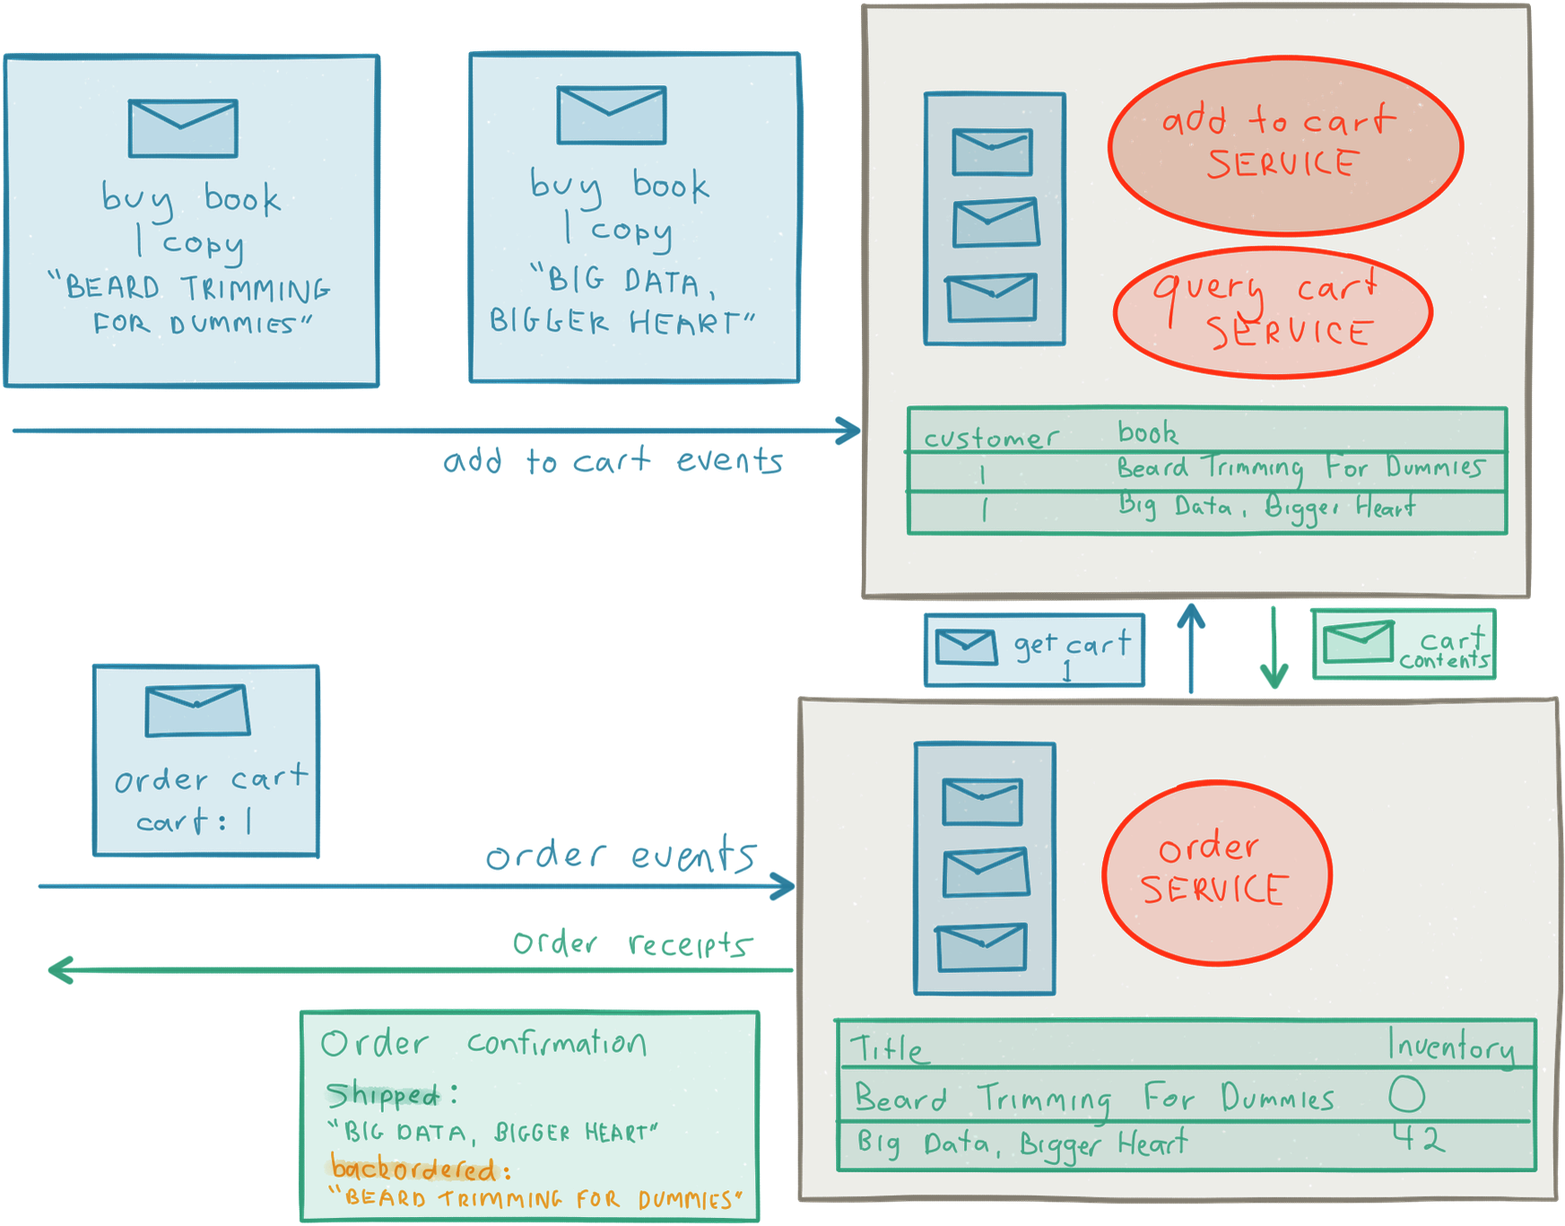 buy book
1 copy
"BEARD TRIMMING
FOR DUMMIES"
buy book
1 copy
"BIG DATA,
BIGGER HEART"
add to cart events
add to cart
SERVICE
query cart
SERVICE
customer book
1 Beard Trimming For Dummies
1 Big Data, Bigger Heart
get cart
1
cart
contents
order cart
cart: 1
order events
order receipts
order
SERVICE
Order confirmation
Shipped:
"BIG DATA, BIGGER HEART"
backordered:
"BEARD TRIMMING FOR DUMMIES"
Title Inventory
Beard Trimming For Dummies 0
Big Data, Bigger Heart 42